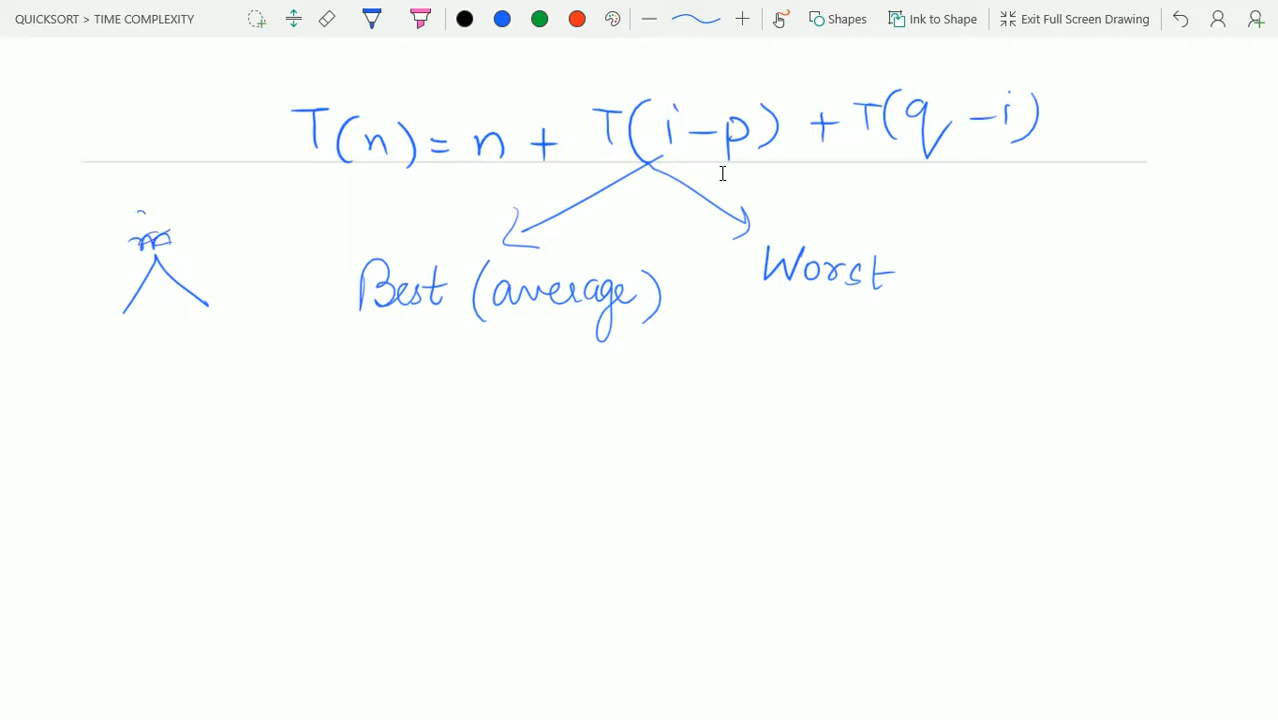 QUICKSORT > TIME COMPLEXITY
Shapes
Ink to Shape
Exit Full Screen Drawing
T(n) = n + T(i-p) + T(q-i)
Best (average)
Worst